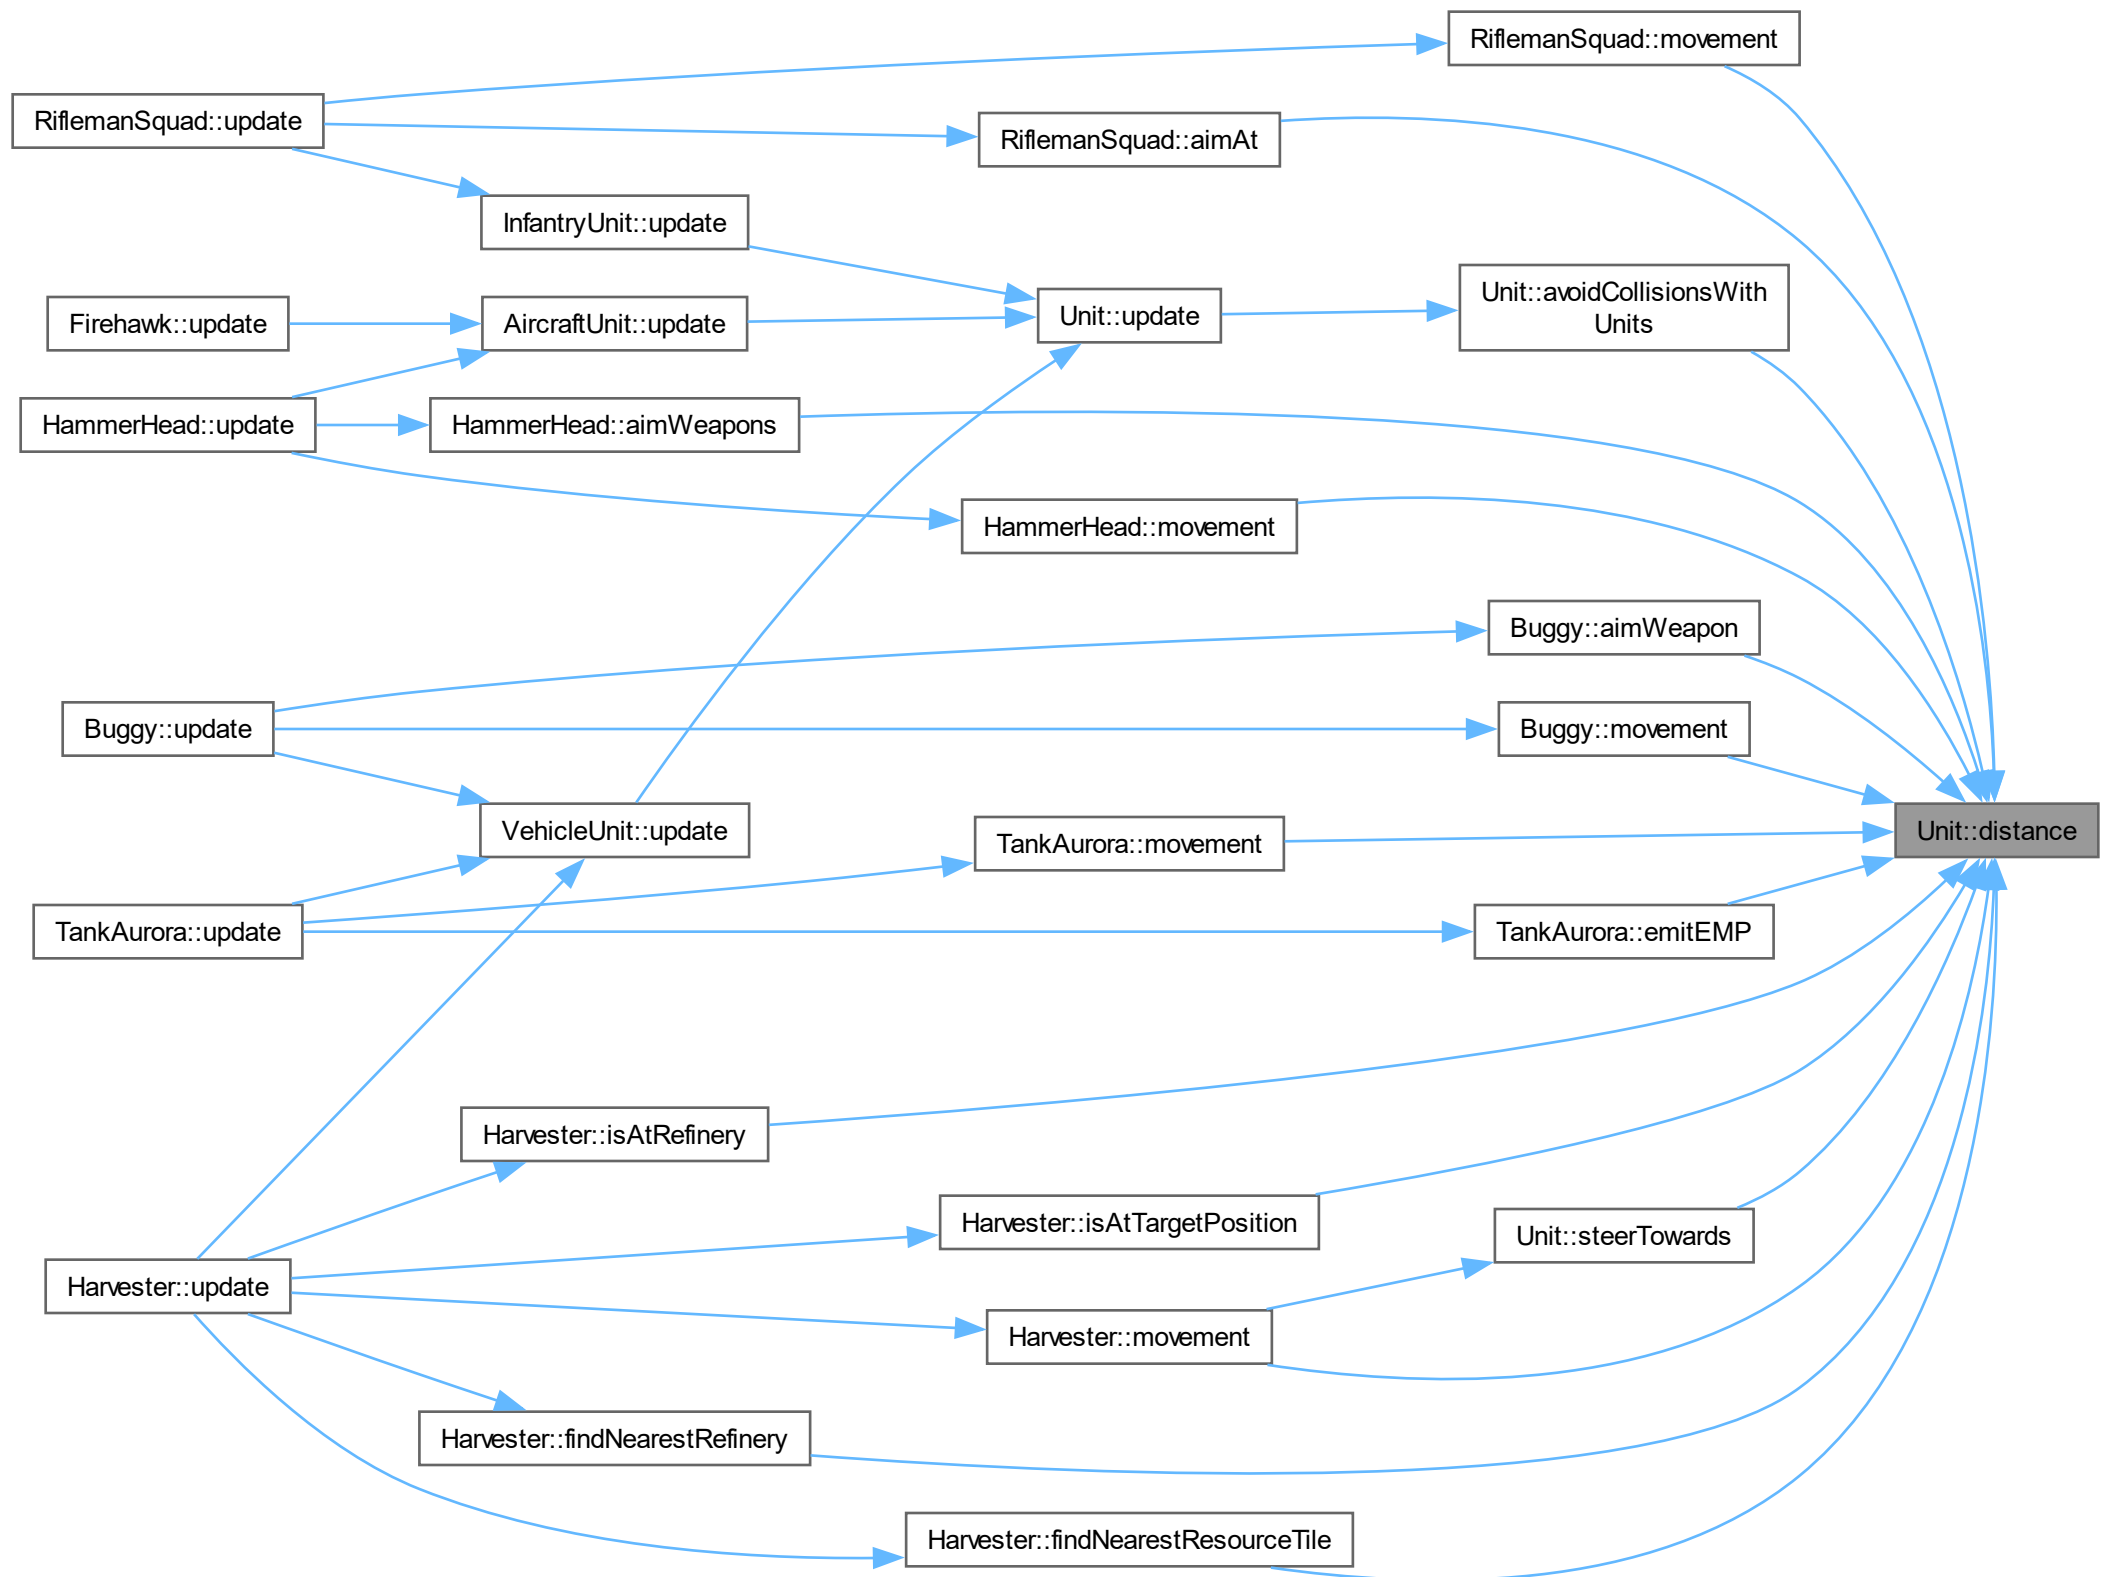 RiflemanSquad::movement
RiflemanSquad::update
RiflemanSquad::aimAt
InfantryUnit::update
Unit::avoidCollisionsWith
Units
Firehawk::update
AircraftUnit::update
Unit::update
HammerHead::update
HammerHead::aimWeapons
HammerHead::movement
Buggy::aimWeapon
Buggy::update
Buggy::movement
VehicleUnit::update
TankAurora::movement
Unit::distance
TankAurora::update
TankAurora::emitEMP
Harvester::isAtRefinery
Harvester::isAtTargetPosition
Unit::steerTowards
Harvester::update
Harvester::movement
Harvester::findNearestRefinery
Harvester::findNearestResourceTile